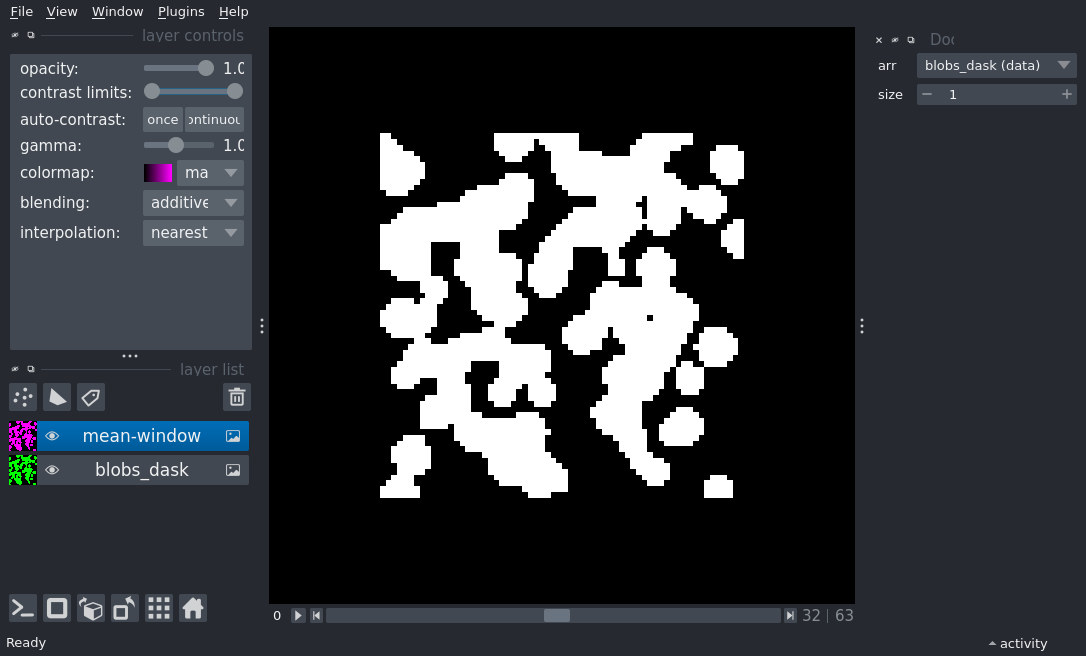 File View Window Plugins Help
layer controls
opacity: 1.0
contrast limits:
auto-contrast: once ontinuou
gamma: 1.0
colormap: ma
blending: additive
interpolation: nearest
layer list
mean-window
blobs_dask
0 32 | 63
Ready
Doc
arr blobs_dask (data)
size − 1 +
activity